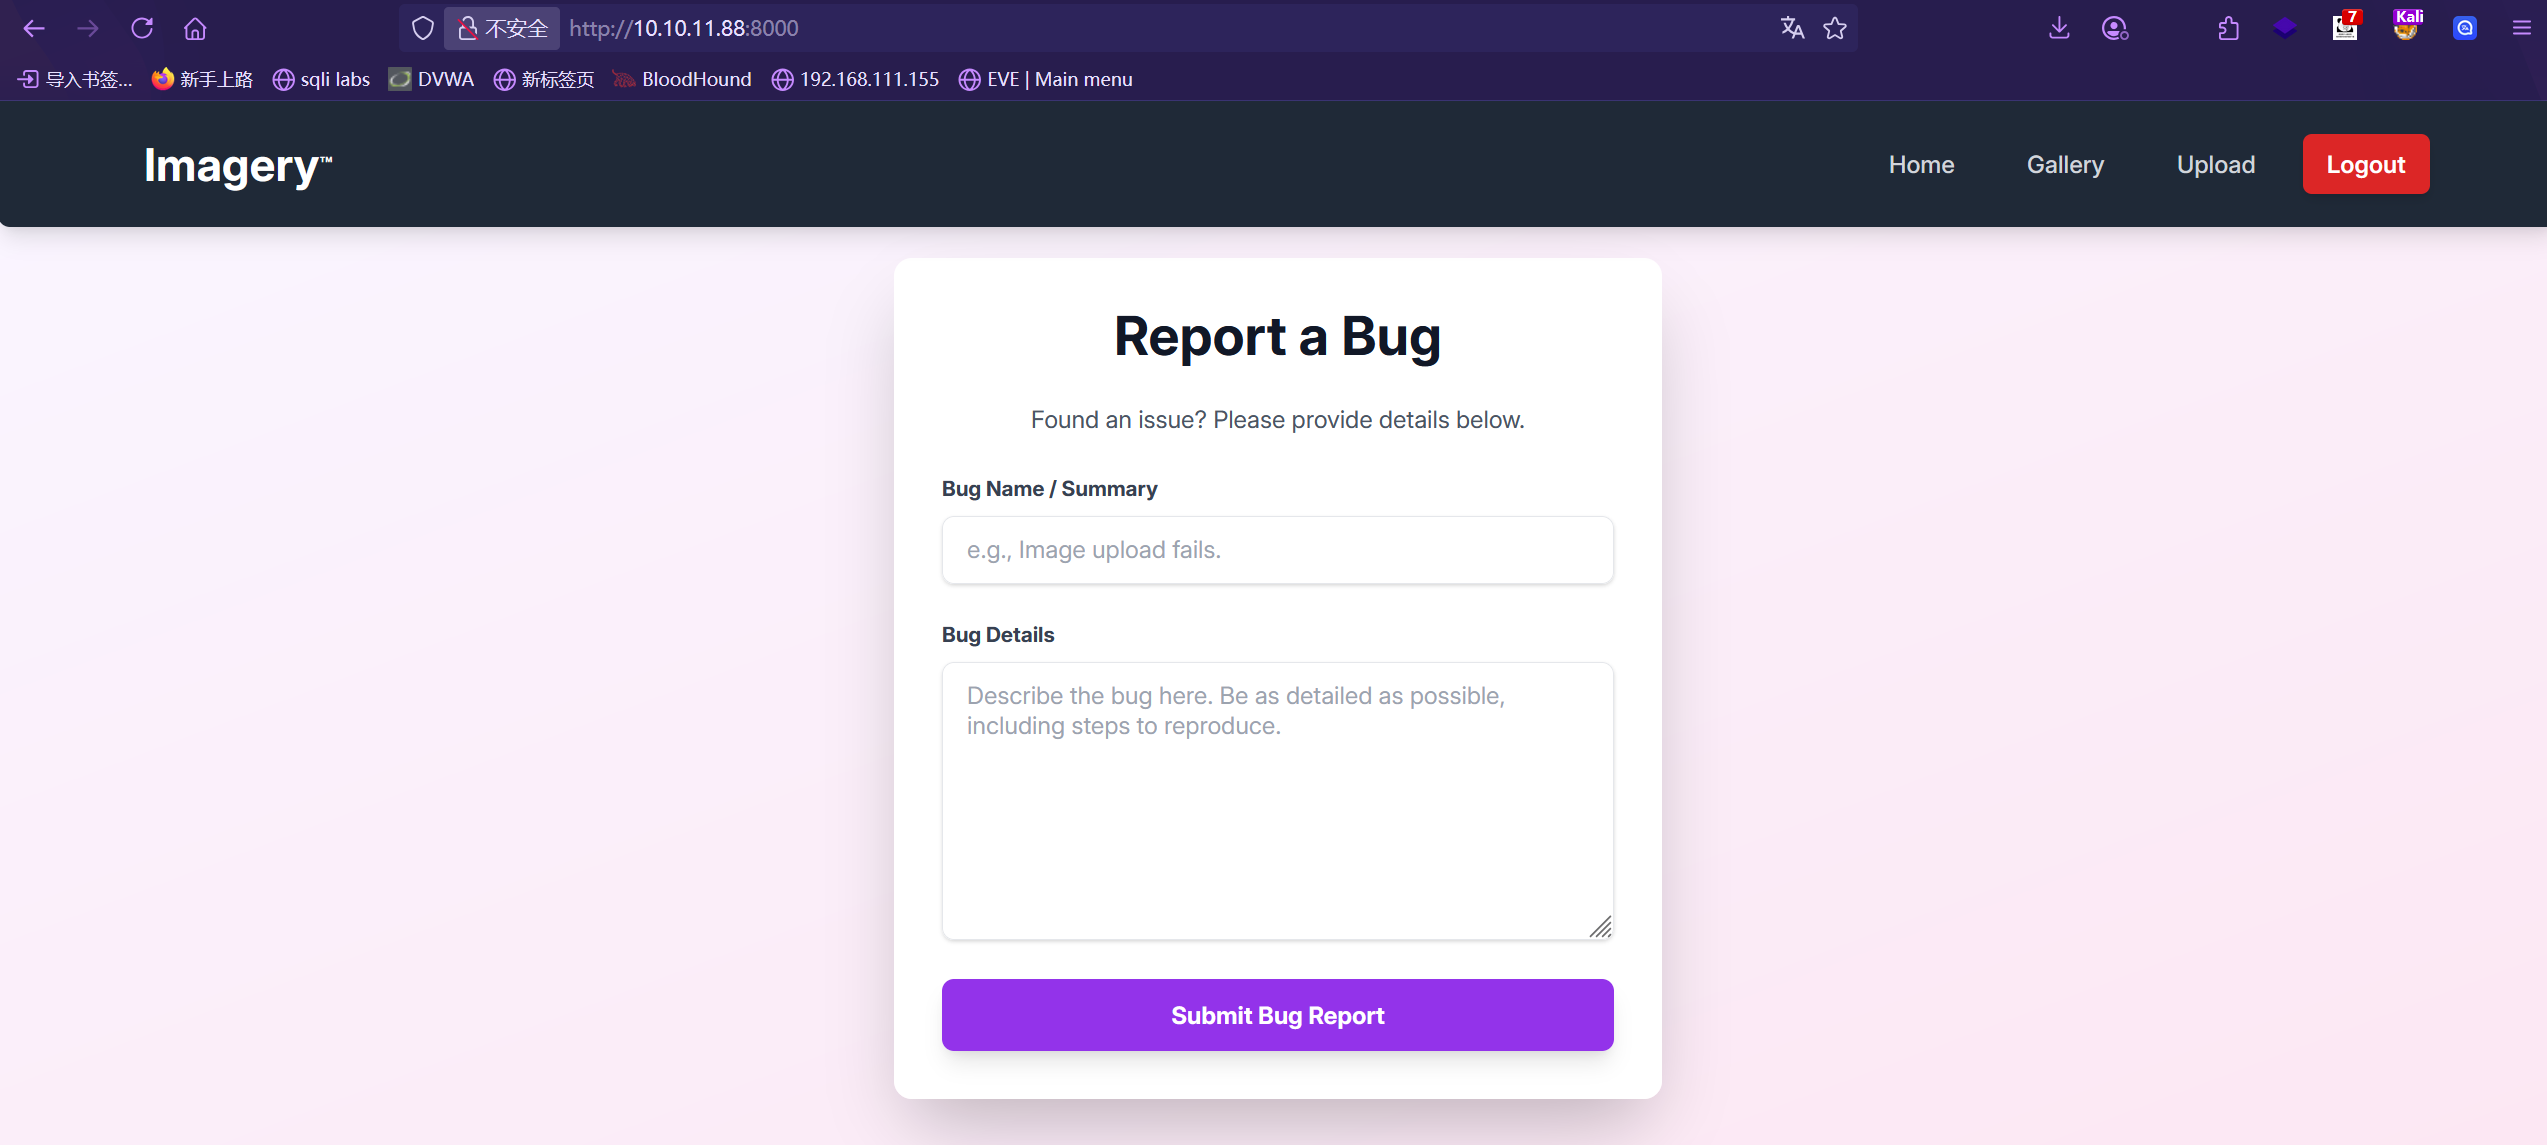 不安全 http://10.10.11.88:8000
7
Kali
导入书签... 新手上路 sqli labs DVWA 新标签页 BloodHound 192.168.111.155 EVE | Main menu
Imagery™ Home Gallery Upload Logout
Report a Bug
Found an issue? Please provide details below.
Bug Name / Summary
e.g., Image upload fails.
Bug Details
Describe the bug here. Be as detailed as possible,
including steps to reproduce.
Submit Bug Report